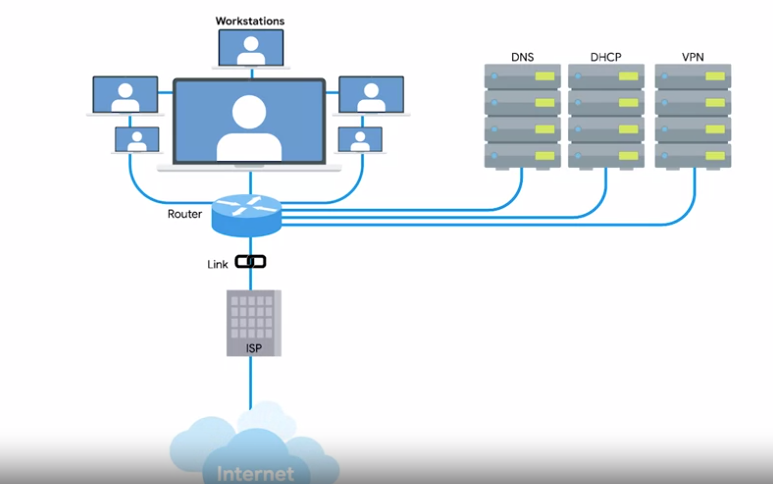 Workstations
DNS
DHCP
VPN
Router
Link
ISP
Internet